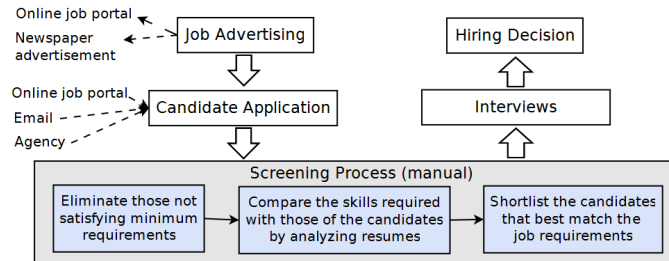 Online job portal
Newspaper
advertisement
Job Advertising
Hiring Decision
Online job portal
Email
Agency
Candidate Application
Interviews
Screening Process (manual)
Eliminate those not
satisfying minimum
requirements
Compare the skills required
with those of the candidates
by analyzing resumes
Shortlist the candidates
that best match the
job requirements